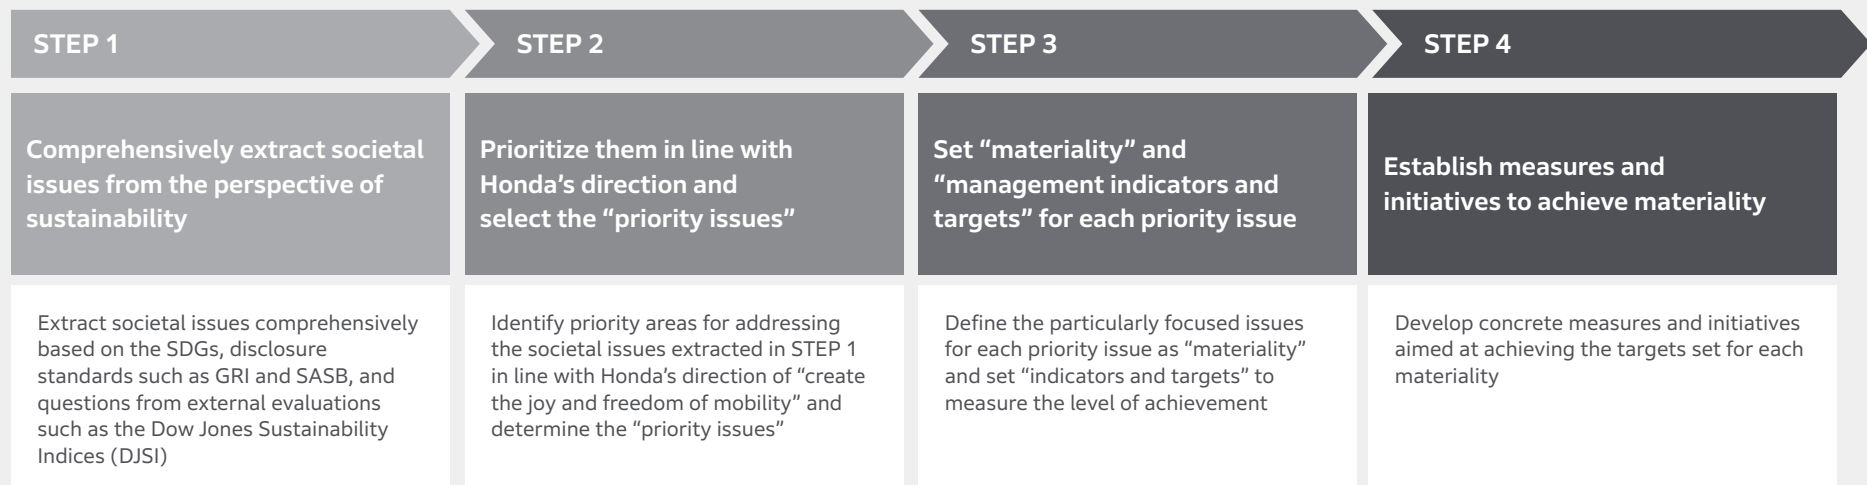 STEP 1
Comprehensively extract societal
issues from the perspective of
sustainability
Extract societal issues comprehensively
based on the SDGs, disclosure
standards such as GRI and SASB, and
questions from external evaluations
such as the Dow Jones Sustainability
Indices (DJSI)
STEP 2
Prioritize them in line with
Honda’s direction and
select the “priority issues”
Identify priority areas for addressing
the societal issues extracted in STEP 1
in line with Honda’s direction of “create
the joy and freedom of mobility” and
determine the “priority issues”
STEP 3
Set “materiality” and
“management indicators and
targets” for each priority issue
Define the particularly focused issues
for each priority issue as “materiality”
and set “indicators and targets” to
measure the level of achievement
STEP 4
Establish measures and
initiatives to achieve materiality
Develop concrete measures and initiatives
aimed at achieving the targets set for each
materiality